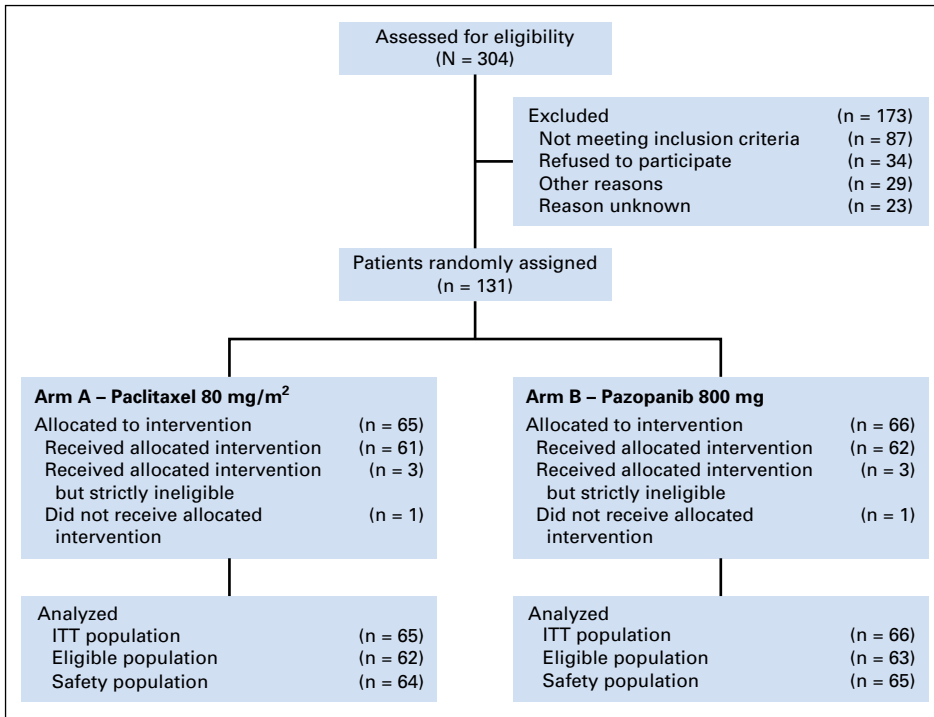 Assessed for eligibility
(N = 304)
Excluded (n = 173)
Not meeting inclusion criteria (n = 87)
Refused to participate (n = 34)
Other reasons (n = 29)
Reason unknown (n = 23)
Patients randomly assigned
(n = 131)
Arm A – Paclitaxel 80 mg/m²
Allocated to intervention (n = 65)
Received allocated intervention (n = 61)
Received allocated intervention (n = 3)
but strictly ineligible
Did not receive allocated (n = 1)
intervention
Arm B – Pazopanib 800 mg
Allocated to intervention (n = 66)
Received allocated intervention (n = 62)
Received allocated intervention (n = 3)
but strictly ineligible
Did not receive allocated (n = 1)
intervention
Analyzed
ITT population (n = 65)
Eligible population (n = 62)
Safety population (n = 64)
Analyzed
ITT population (n = 66)
Eligible population (n = 63)
Safety population (n = 65)